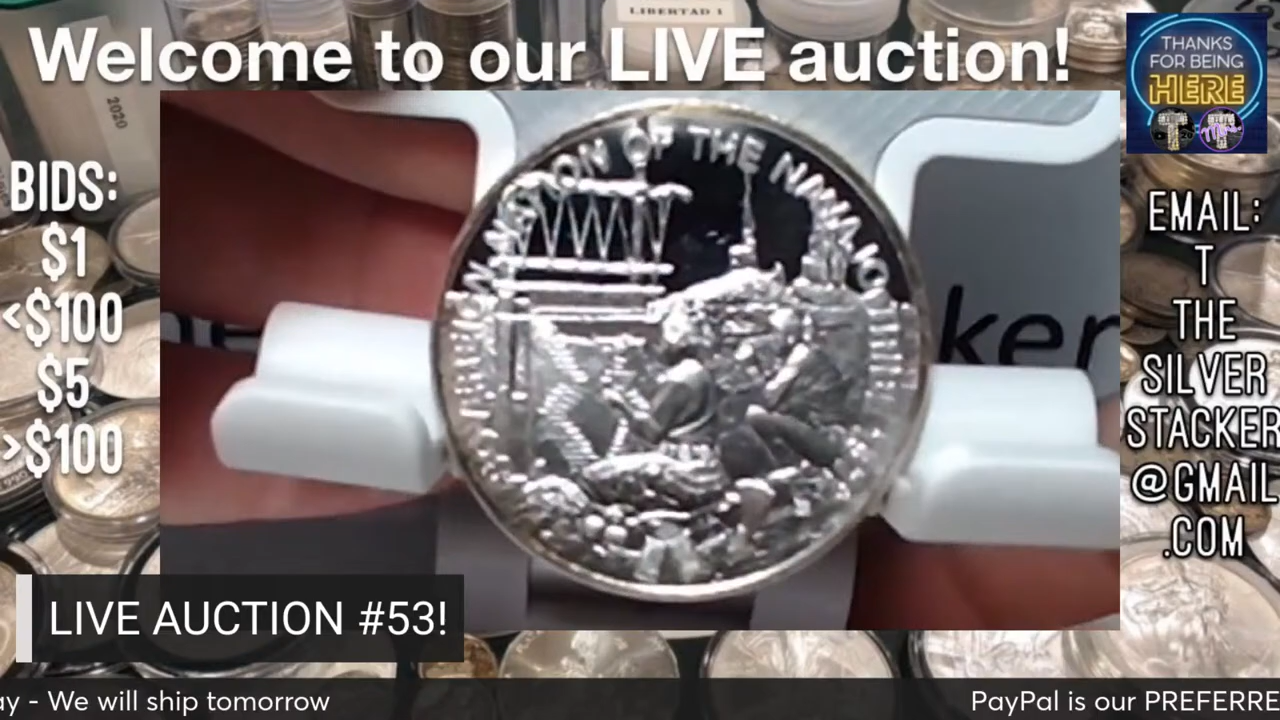 LIBERTAD 1
Welcome to our LIVE auction!
THANKS
FOR BEING
HERE
2020
BIDS:
$1
<$100
$5
>$100
OF THE
EMAIL:
T
THE
SILVER
STACKER
@GMAIL
.COM
ker
LIVE AUCTION #53!
ay - We will ship tomorrow
PayPal is our PREFERRE